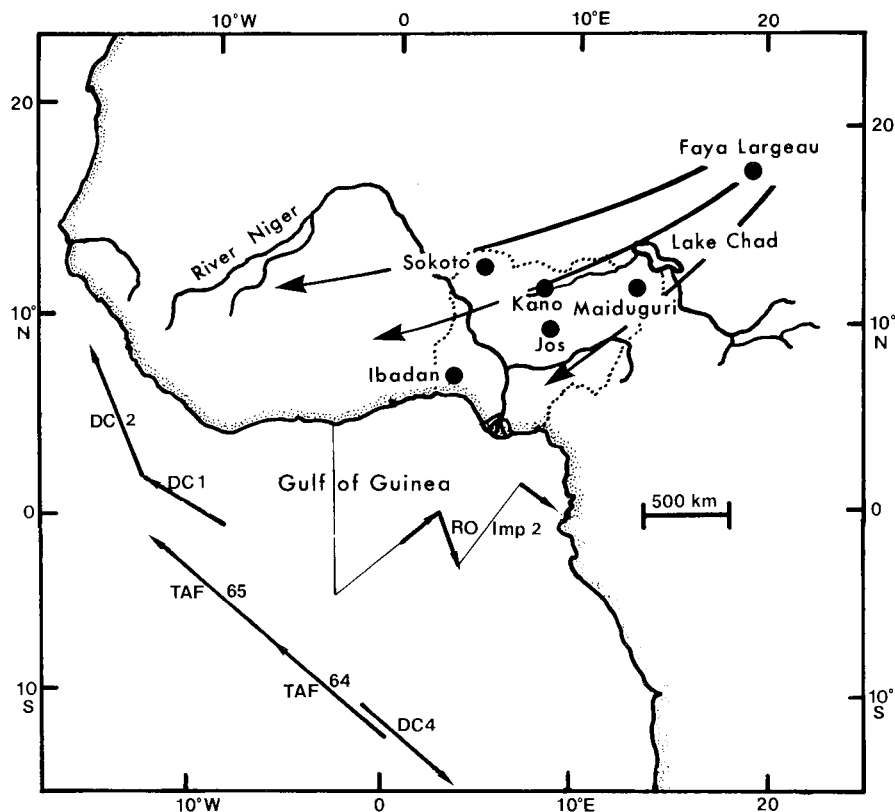 10°W 0 10°E 20
20 20°
Faya Largeau
River Niger
Lake Chad
Sokoto
Kano Maiduguri
10°
N
10°
N
Jos
Ibadan
DC 2
DC1
Gulf of Guinea
500 km
0 0
RO Imp 2
TAF 65
TAF 64
10°
S
10°
S
DC4
10°W 0 10°E 20